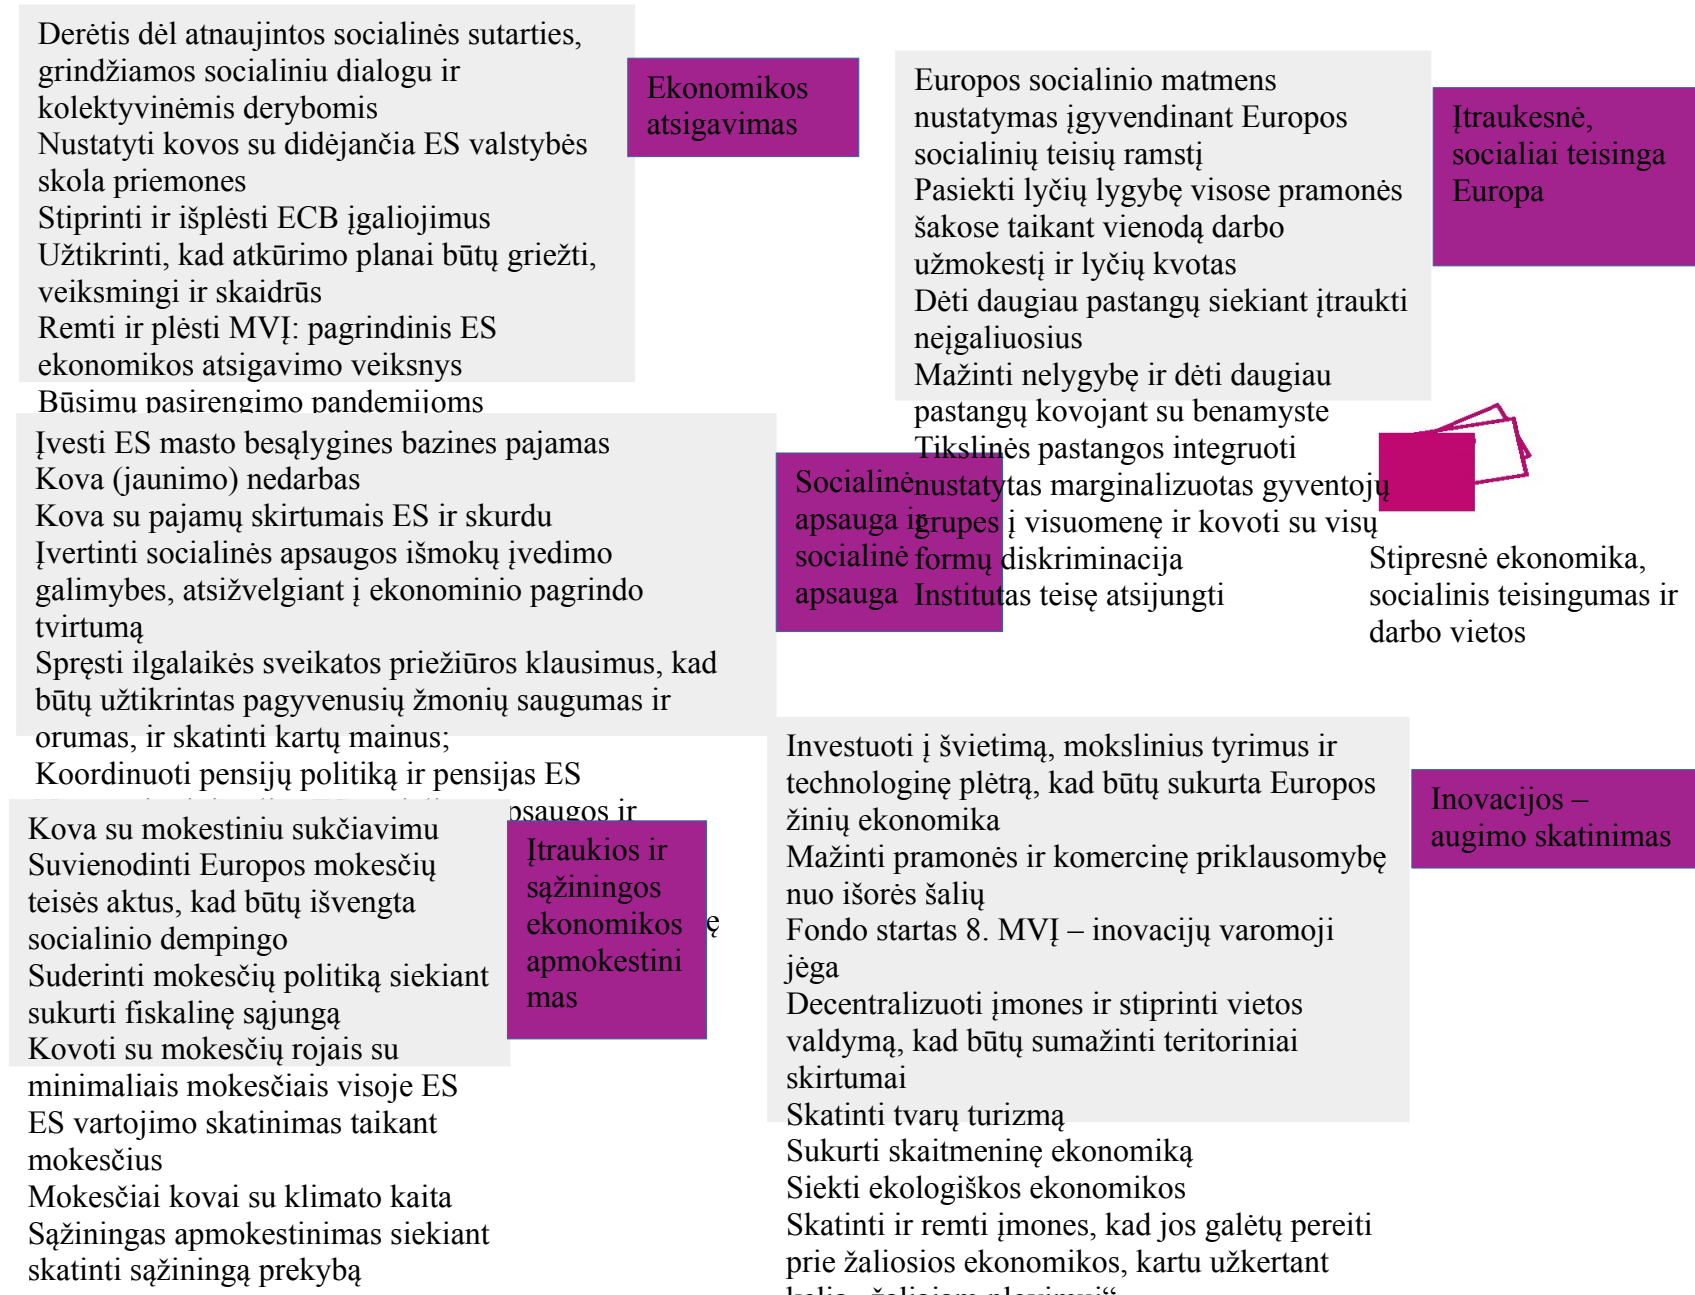 Derėtis dėl atnaujintos socialinės sutarties,
grindžiamos socialiniu dialogu ir
kolektyvinėmis derybomis
Nustatyti kovos su didėjančia ES valstybės
skola priemones
Stiprinti ir išplėsti ECB įgaliojimus
Užtikrinti, kad atkūrimo planai būtų griežti,
veiksmingi ir skaidrūs
Remti ir plėsti MVĮ: pagrindinis ES
ekonomikos atsigavimo veiksnys
Būsimų pasirengimo pandemijoms
Ekonomikos
atsigavimas
Europos socialinio matmens
nustatymas įgyvendinant Europos
socialinių teisių ramstį
Pasiekti lyčių lygybę visose pramonės
šakose taikant vienodą darbo
užmokestį ir lyčių kvotas
Dėti daugiau pastangų siekiant įtraukti
neįgaliuosius
Mažinti nelygybę ir dėti daugiau
pastangų kovojant su benamyste
Tikslinės pastangos integruoti
nustatytas marginalizuotas gyventojų
grupes į visuomenę ir kovoti su visų
formų diskriminacija
Institutas teisę atsijungti
Įtraukesnė,
socialiai teisinga
Europa
Įvesti ES masto besąlygines bazines pajamas
Kova (jaunimo) nedarbas
Kova su pajamų skirtumais ES ir skurdu
Įvertinti socialinės apsaugos išmokų įvedimo
galimybes, atsižvelgiant į ekonominio pagrindo
tvirtumą
Spręsti ilgalaikės sveikatos priežiūros klausimus, kad
būtų užtikrintas pagyvenusių žmonių saugumas ir
orumas, ir skatinti kartų mainus;
Koordinuoti pensijų politiką ir pensijas ES
psaugos ir
ę
Socialinė
apsauga ir
socialinė
apsauga
Stipresnė ekonomika,
socialinis teisingumas ir
darbo vietos
Kova su mokestiniu sukčiavimu
Suvienodinti Europos mokesčių
teisės aktus, kad būtų išvengta
socialinio dempingo
Suderinti mokesčių politiką siekiant
sukurti fiskalinę sąjungą
Kovoti su mokesčių rojais su
minimaliais mokesčiais visoje ES
ES vartojimo skatinimas taikant
mokesčius
Mokesčiai kovai su klimato kaita
Sąžiningas apmokestinimas siekiant
skatinti sąžiningą prekybą
Įtraukios ir
sąžiningos
ekonomikos
apmokestini
mas
Investuoti į švietimą, mokslinius tyrimus ir
technologinę plėtrą, kad būtų sukurta Europos
žinių ekonomika
Mažinti pramonės ir komercinę priklausomybę
nuo išorės šalių
Fondo startas 8. MVĮ – inovacijų varomoji
jėga
Decentralizuoti įmones ir stiprinti vietos
valdymą, kad būtų sumažinti teritoriniai
skirtumai
Skatinti tvarų turizmą
Sukurti skaitmeninę ekonomiką
Siekti ekologiškos ekonomikos
Skatinti ir remti įmones, kad jos galėtų pereiti
prie žaliosios ekonomikos, kartu užkertant
Inovacijos –
augimo skatinimas